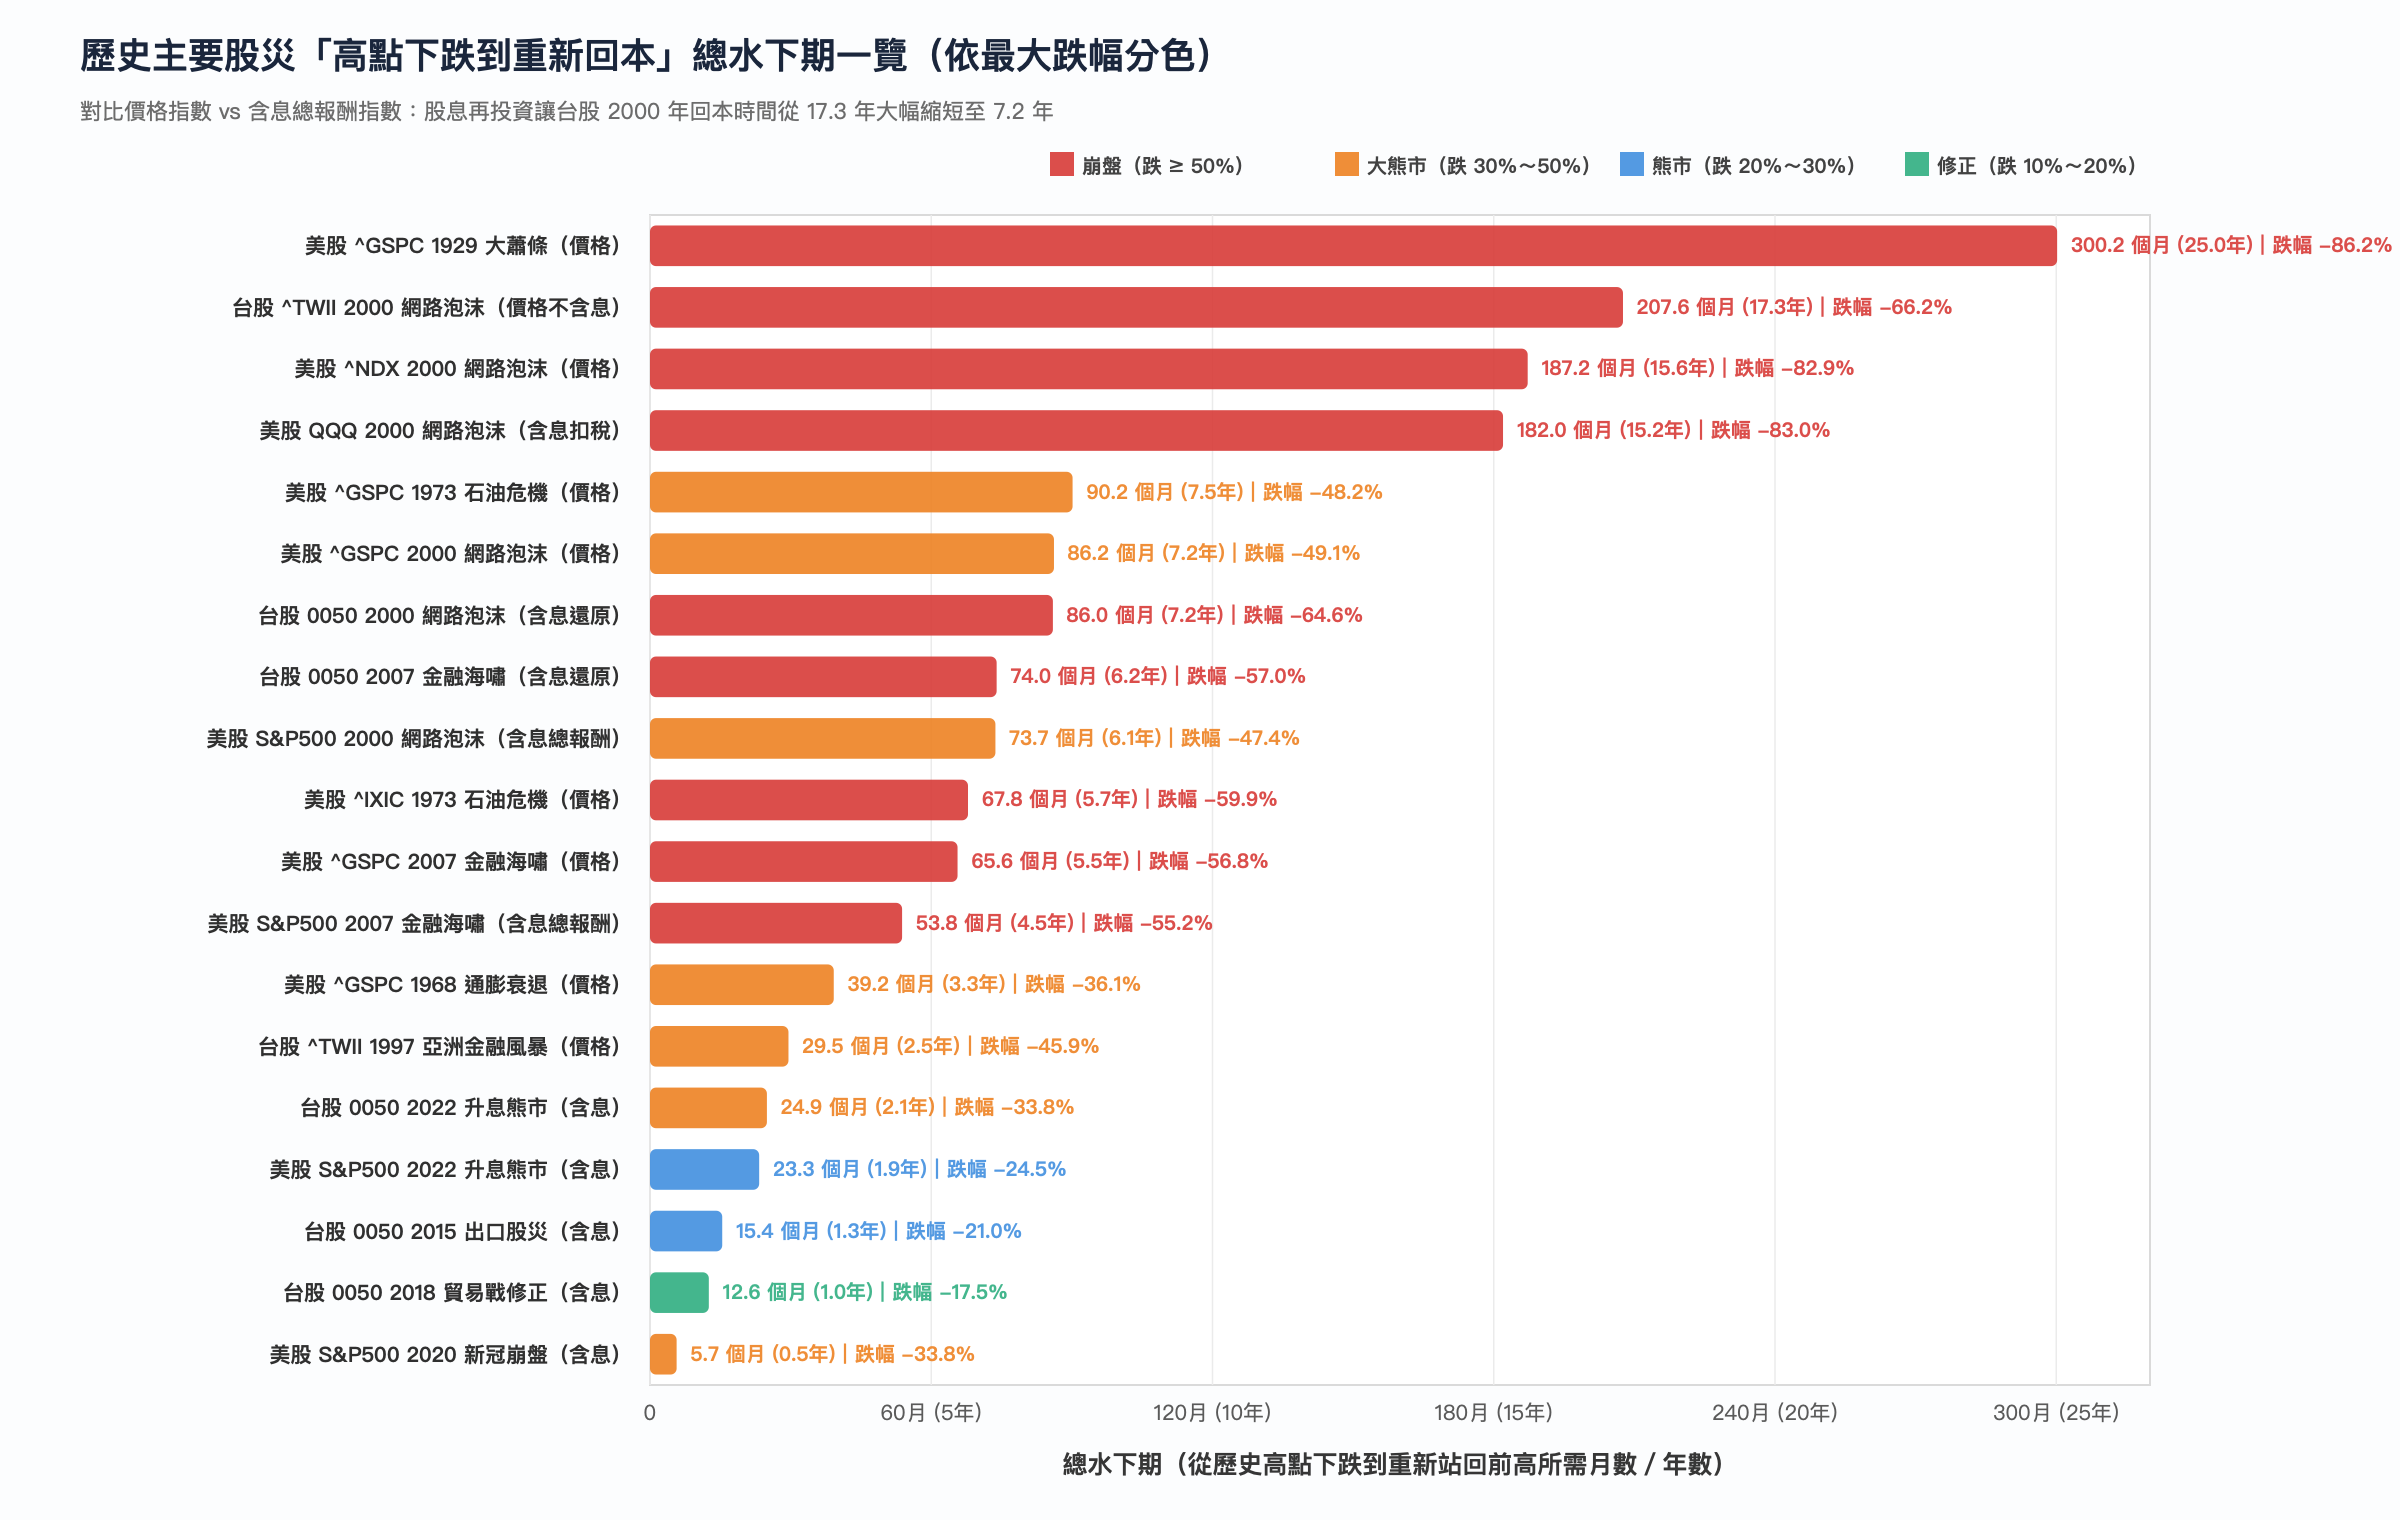 歷史主要股災「高點下跌到重新回本」總水下期一覽（依最大跌幅分色）
對比價格指數 vs 含息總報酬指數：股息再投資讓台股 2000 年回本時間從 17.3 年大幅縮短至 7.2 年
崩盤（跌 ≥ 50%） 大熊市（跌 30%～50%） 熊市（跌 20%～30%） 修正（跌 10%～20%）
美股 ^GSPC 1929 大蕭條（價格） 300.2 個月 (25.0年) | 跌幅 -86.2%
台股 ^TWII 2000 網路泡沫（價格不含息） 207.6 個月 (17.3年) | 跌幅 -66.2%
美股 ^NDX 2000 網路泡沫（價格） 187.2 個月 (15.6年) | 跌幅 -82.9%
美股 QQQ 2000 網路泡沫（含息扣稅） 182.0 個月 (15.2年) | 跌幅 -83.0%
美股 ^GSPC 1973 石油危機（價格） 90.2 個月 (7.5年) | 跌幅 -48.2%
美股 ^GSPC 2000 網路泡沫（價格） 86.2 個月 (7.2年) | 跌幅 -49.1%
台股 0050 2000 網路泡沫（含息還原） 86.0 個月 (7.2年) | 跌幅 -64.6%
台股 0050 2007 金融海嘯（含息還原） 74.0 個月 (6.2年) | 跌幅 -57.0%
美股 S&P500 2000 網路泡沫（含息總報酬） 73.7 個月 (6.1年) | 跌幅 -47.4%
美股 ^IXIC 1973 石油危機（價格） 67.8 個月 (5.7年) | 跌幅 -59.9%
美股 ^GSPC 2007 金融海嘯（價格） 65.6 個月 (5.5年) | 跌幅 -56.8%
美股 S&P500 2007 金融海嘯（含息總報酬） 53.8 個月 (4.5年) | 跌幅 -55.2%
美股 ^GSPC 1968 通膨衰退（價格） 39.2 個月 (3.3年) | 跌幅 -36.1%
台股 ^TWII 1997 亞洲金融風暴（價格） 29.5 個月 (2.5年) | 跌幅 -45.9%
台股 0050 2022 升息熊市（含息） 24.9 個月 (2.1年) | 跌幅 -33.8%
美股 S&P500 2022 升息熊市（含息） 23.3 個月 (1.9年) | 跌幅 -24.5%
台股 0050 2015 出口股災（含息） 15.4 個月 (1.3年) | 跌幅 -21.0%
台股 0050 2018 貿易戰修正（含息） 12.6 個月 (1.0年) | 跌幅 -17.5%
美股 S&P500 2020 新冠崩盤（含息） 5.7 個月 (0.5年) | 跌幅 -33.8%
0 60月 (5年) 120月 (10年) 180月 (15年) 240月 (20年) 300月 (25年)
總水下期（從歷史高點下跌到重新站回前高所需月數 / 年數）